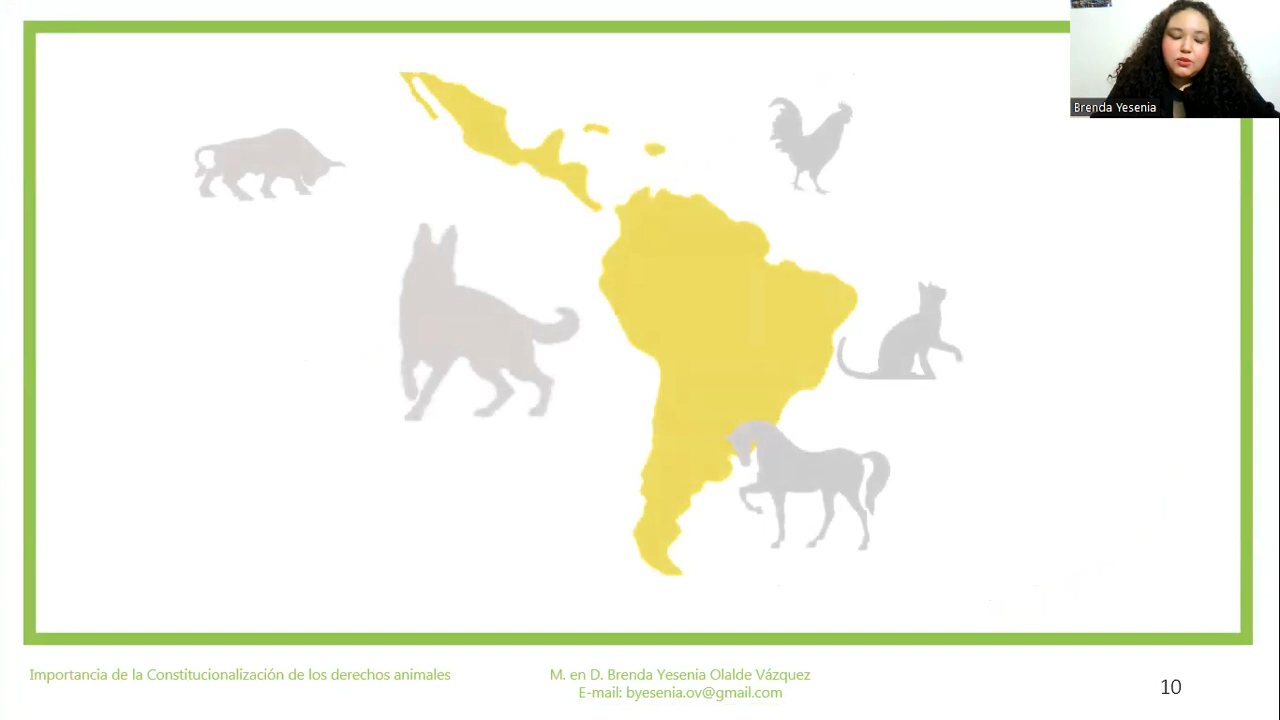 Brenda Yesenia
Importancia de la Constitucionalización de los derechos animales
M. en D. Brenda Yesenia Olalde Vázquez
E-mail: byesenia.ov@gmail.com
10